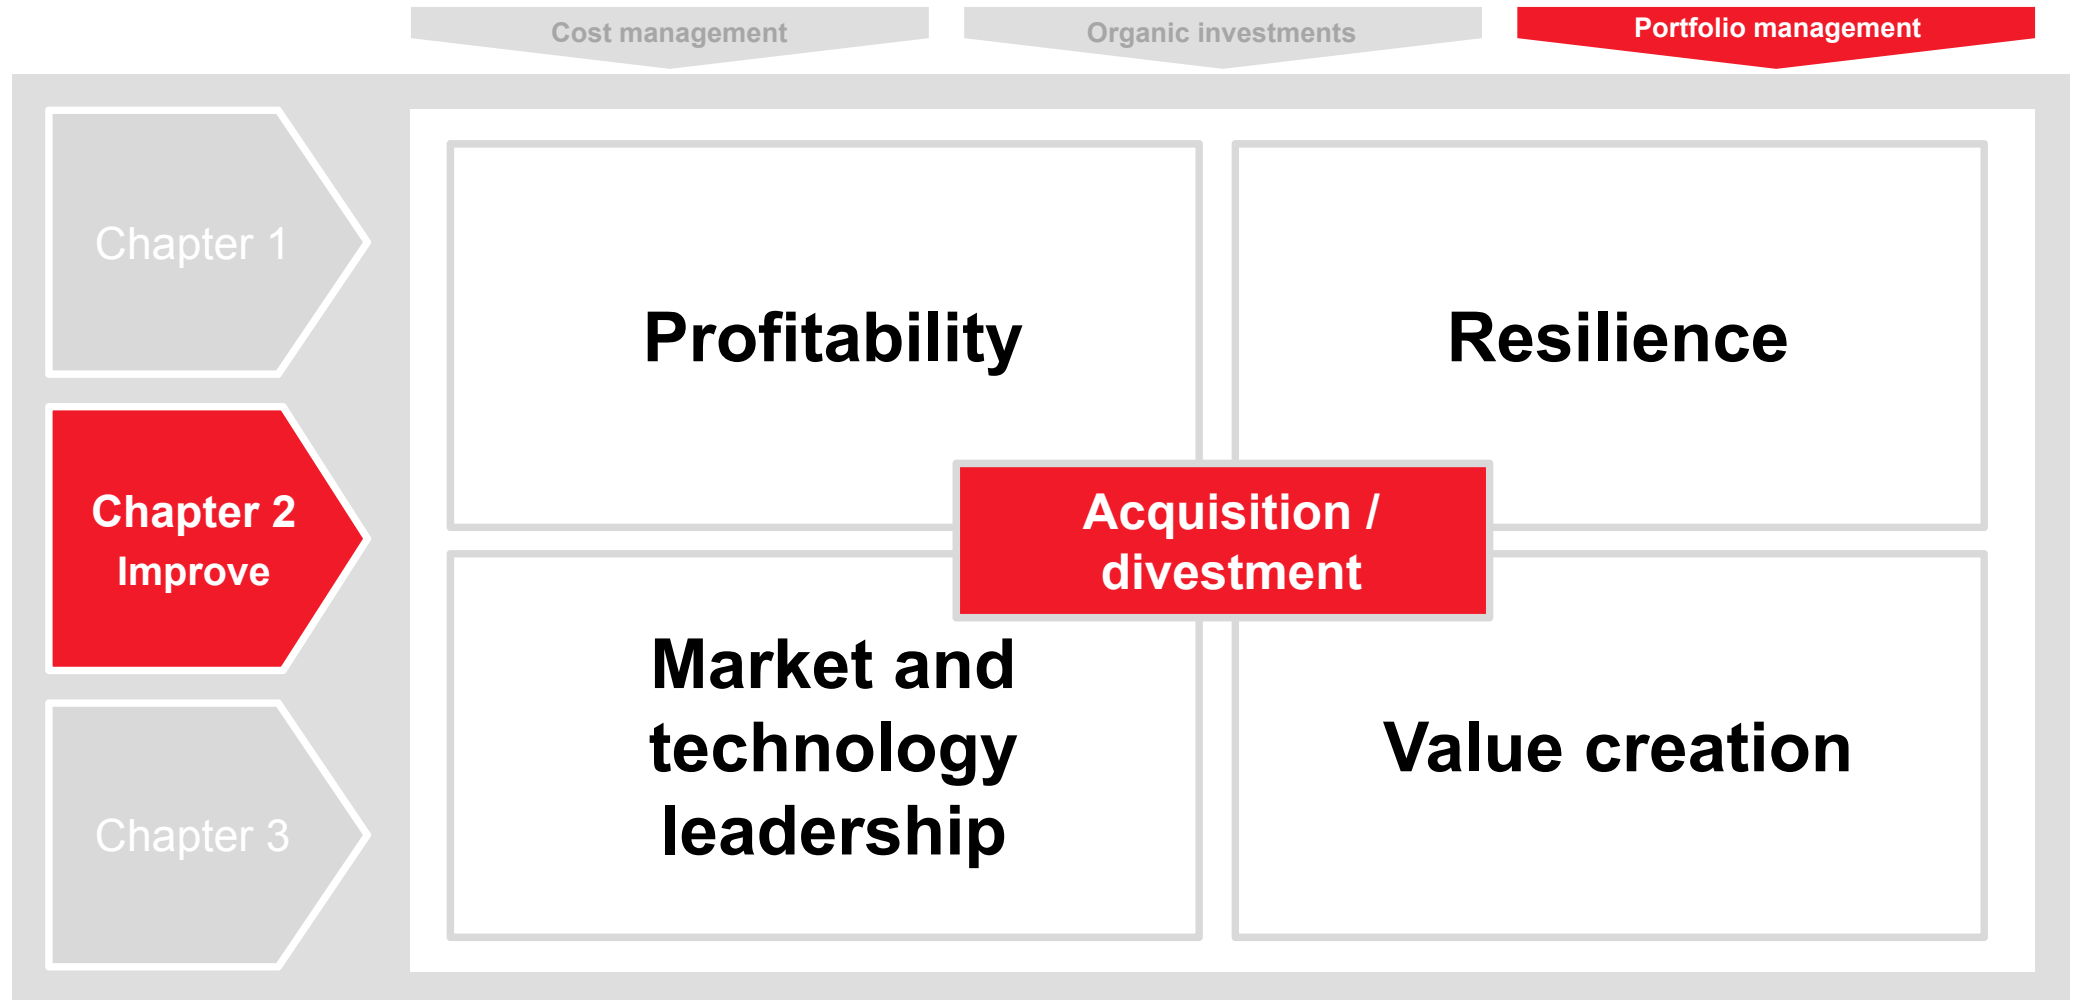 Cost management
Organic investments
Portfolio management
Chapter 1
Chapter 2
Improve
Chapter 3
Profitability
Resilience
Acquisition /
divestment
Market and
technology
leadership
Value creation